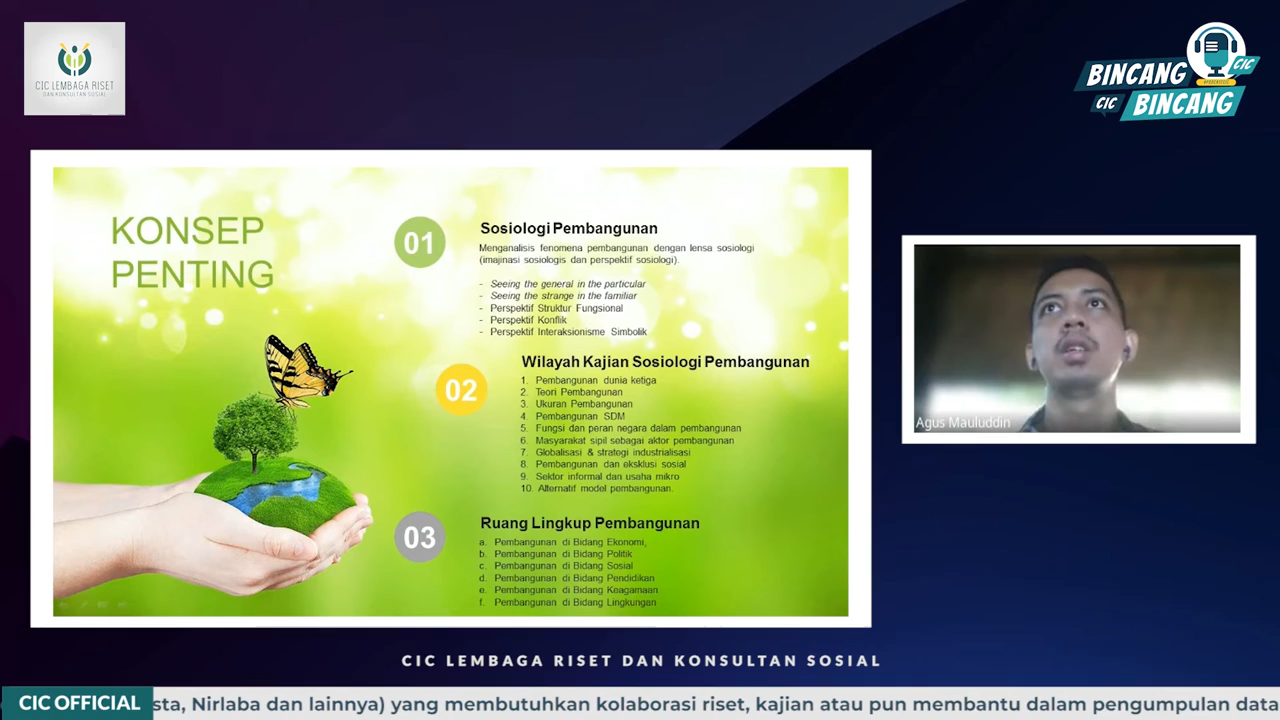 CIC LEMBAGA RISET
DAN KONSULTAN SOSIAL
BINCANG
CIC
CIC
BINCANG
KONSEP
PENTING
01
Sosiologi Pembangunan
Menganalisis fenomena pembangunan dengan lensa sosiologi
(imajinasi sosiologis dan perspektif sosiologi).
- Seeing the general in the particular
- Seeing the strange in the familiar
- Perspektif Struktur Fungsional
- Perspektif Konflik
- Perspektif Interaksionisme Simbolik
02
Wilayah Kajian Sosiologi Pembangunan
1. Pembangunan dunia ketiga
2. Teori Pembangunan
3. Ukuran Pembangunan
4. Pembangunan SDM
5. Fungsi dan peran negara dalam pembangunan
6. Masyarakat sipil sebagai aktor pembangunan
7. Globalisasi & strategi industrialisasi
8. Pembangunan dan eksklusi sosial
9. Sektor informal dan usaha mikro
10. Alternatif model pembangunan.
03
Ruang Lingkup Pembangunan
a. Pembangunan di Bidang Ekonomi,
b. Pembangunan di Bidang Politik
c. Pembangunan di Bidang Sosial
d. Pembangunan di Bidang Pendidikan
e. Pembangunan di Bidang Keagamaan
f. Pembangunan di Bidang Lingkungan
Agus Mauluddin
CIC LEMBAGA RISET DAN KONSULTAN SOSIAL
CIC OFFICIAL
sta, Nirlaba dan lainnya) yang membutuhkan kolaborasi riset, kajian atau pun membantu dalam pengumpulan data